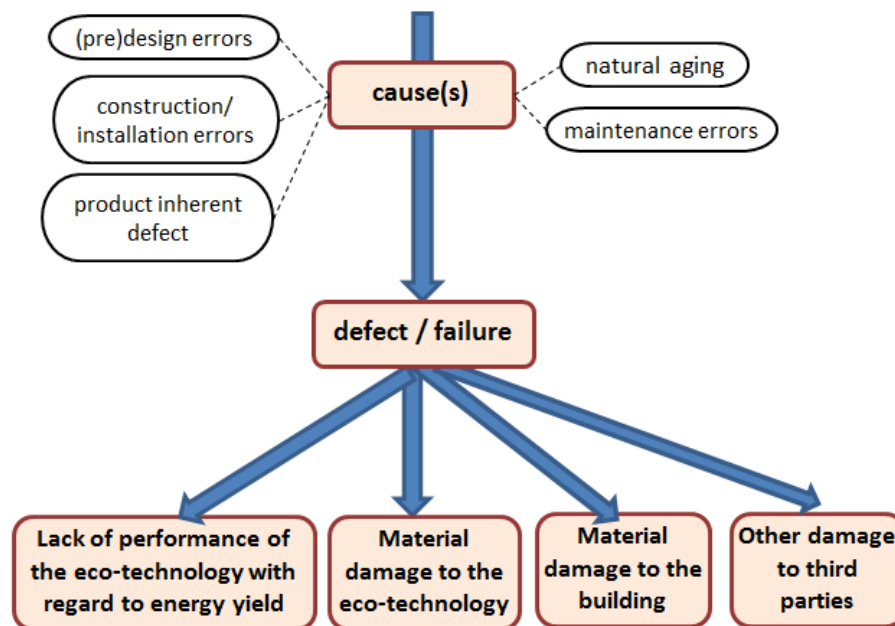 (pre)design errors
construction/
installation errors
product inherent
defect
cause(s)
natural aging
maintenance errors
defect / failure
Lack of performance of
the eco-technology with
regard to energy yield
Material
damage to the
eco-technology
Material
damage to the
building
Other damage
to third
parties